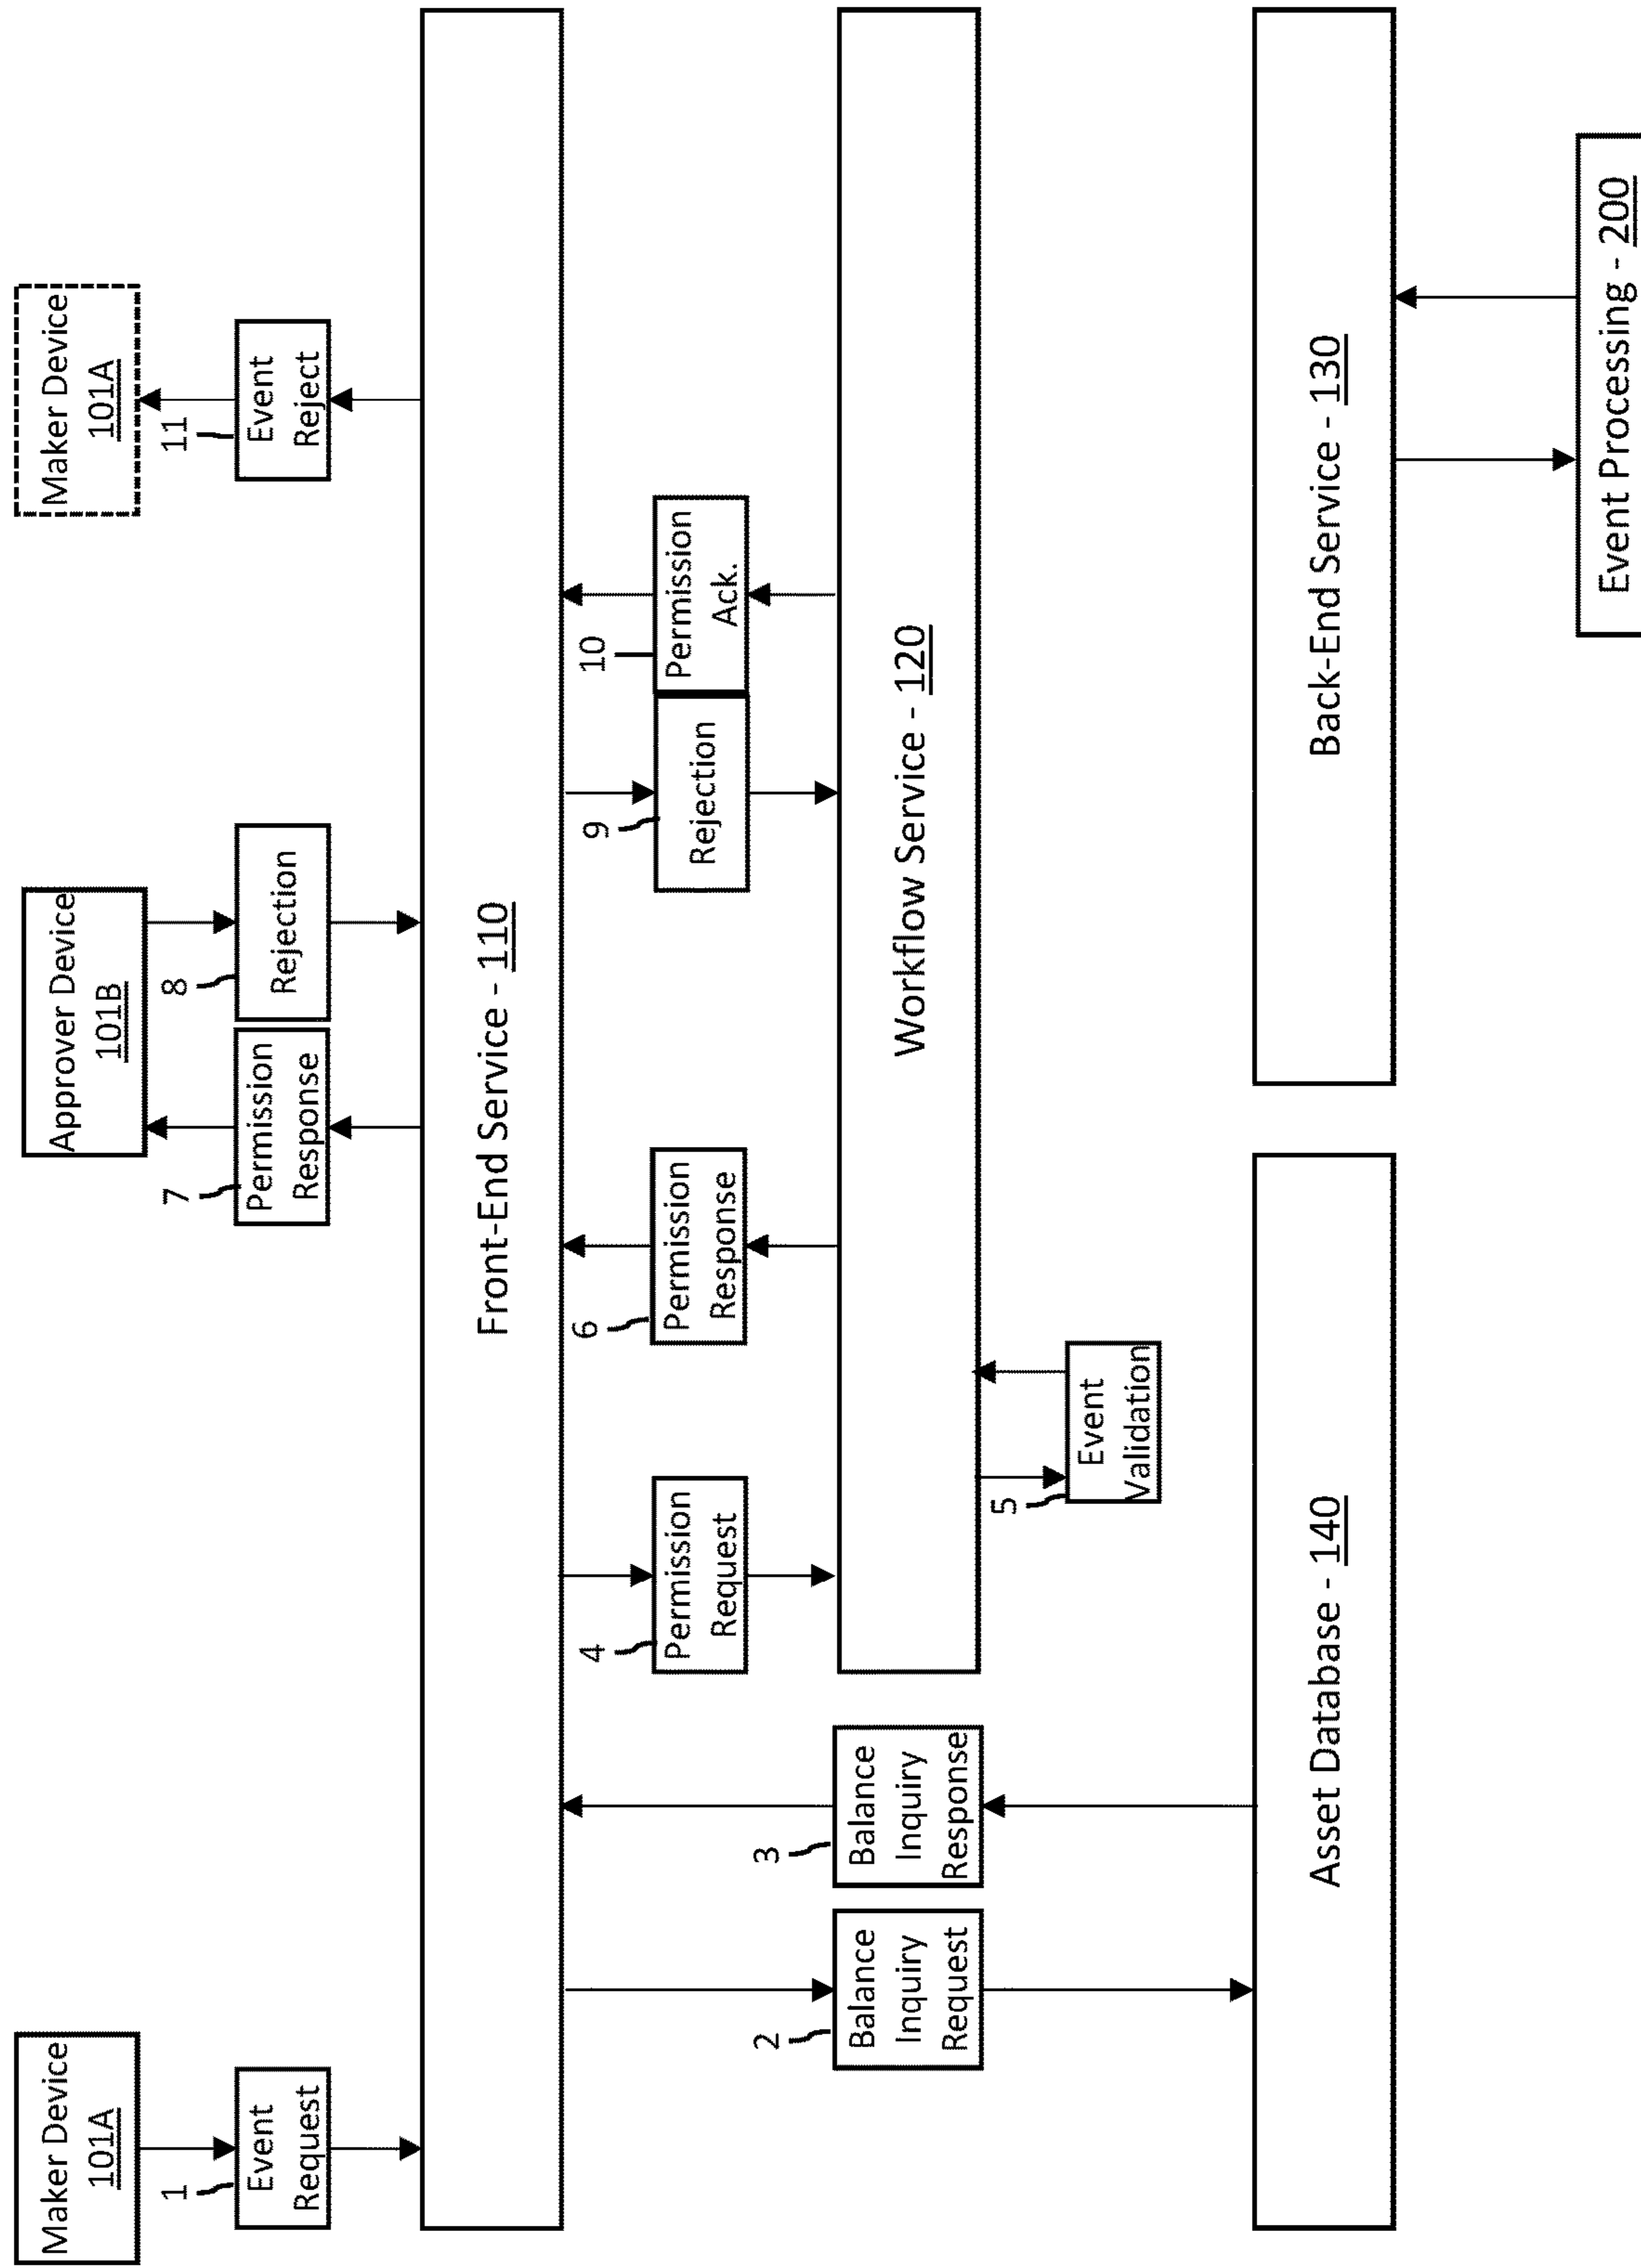 Maker Device
101A
1
Event
Request
Approver Device
101B
7
Permission
Response
8
Rejection
Maker Device
101A
11
Event
Reject
Front-End Service - 110
2
Balance
Inquiry
Request
3
Balance
Inquiry
Response
4
Permission
Request
6
Permission
Response
9
Rejection
10
Permission
Ack.
Workflow Service - 120
5
Event
Validation
Asset Database - 140
Back-End Service - 130
Event Processing - 200